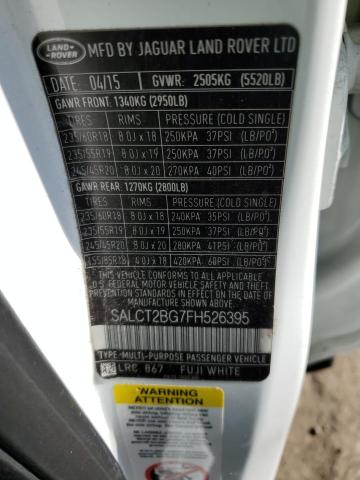 LAND ROVER
MFD BY JAGUAR LAND ROVER LTD
DATE 04/15 GVWR: 2505KG (5520LB)
GAWR FRONT: 1340KG (2950LB)
TIRES RIMS PRESSURE (COLD SINGLE)
235/60R18 8.0J x 18 250KPA 37PSI (LB/PO²)
235/55R19 8.0J x 19 250KPA 37PSI (LB/PO²)
245/45R20 8.0J x 20 270KPA 40PSI (LB/PO²)
GAWR REAR: 1270KG (2800LB)
TIRES RIMS PRESSURE (COLD SINGLE)
235/60R18 8.0J x 18 240KPA 35PSI (LB/PO²)
235/55R19 8.0J x 19 250KPA 37PSI (LB/PO²)
245/45R20 8.0J x 20 280KPA 41PSI (LB/PO²)
420KPA 60PSI (LB/PO²)
THIS VEHICLE CONFORMS TO ALL APPLICABLE
U.S. FEDERAL MOTOR VEHICLE SAFETY
STANDARDS IN EFFECT ON THE
DATE OF MANUFACTURE SHOWN ABOVE
SALCT2BG7FH526395
TYPE: MULTI-PURPOSE PASSENGER VEHICLE
LRC 867 FUJI WHITE
WARNING
ATTENTION